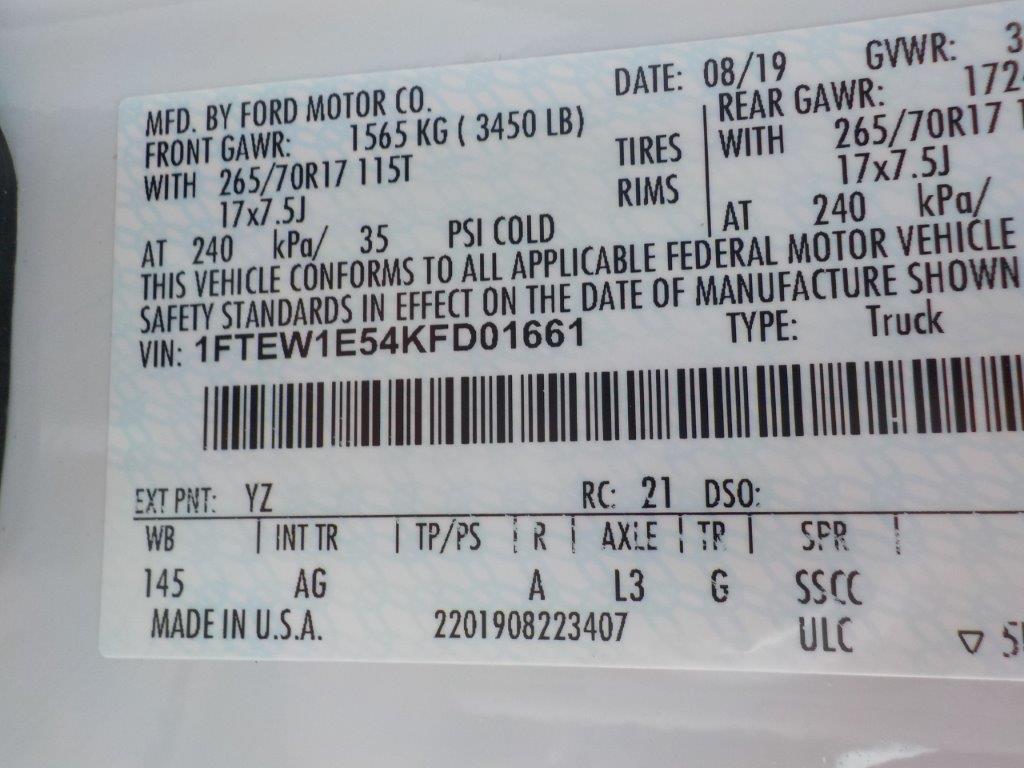 MFD. BY FORD MOTOR CO. DATE: 08/19 GVWR: 3
FRONT GAWR: 1565 KG ( 3450 LB) REAR GAWR: 172
WITH 265/70R17 115T TIRES WITH 265/70R17 1
17x7.5J RIMS 17x7.5J
AT 240 kPa/ 35 PSI COLD AT 240 kPa/
THIS VEHICLE CONFORMS TO ALL APPLICABLE FEDERAL MOTOR VEHICLE
SAFETY STANDARDS IN EFFECT ON THE DATE OF MANUFACTURE SHOWN
VIN: 1FTEW1E54KFD01661 TYPE: Truck
EXT PNT: YZ RC: 21 DSO:
WB INT TR TP/PS R AXLE TR SPR
145 AG A L3 G SSCC
MADE IN U.S.A. 2201908223407 ULC ▽ 5